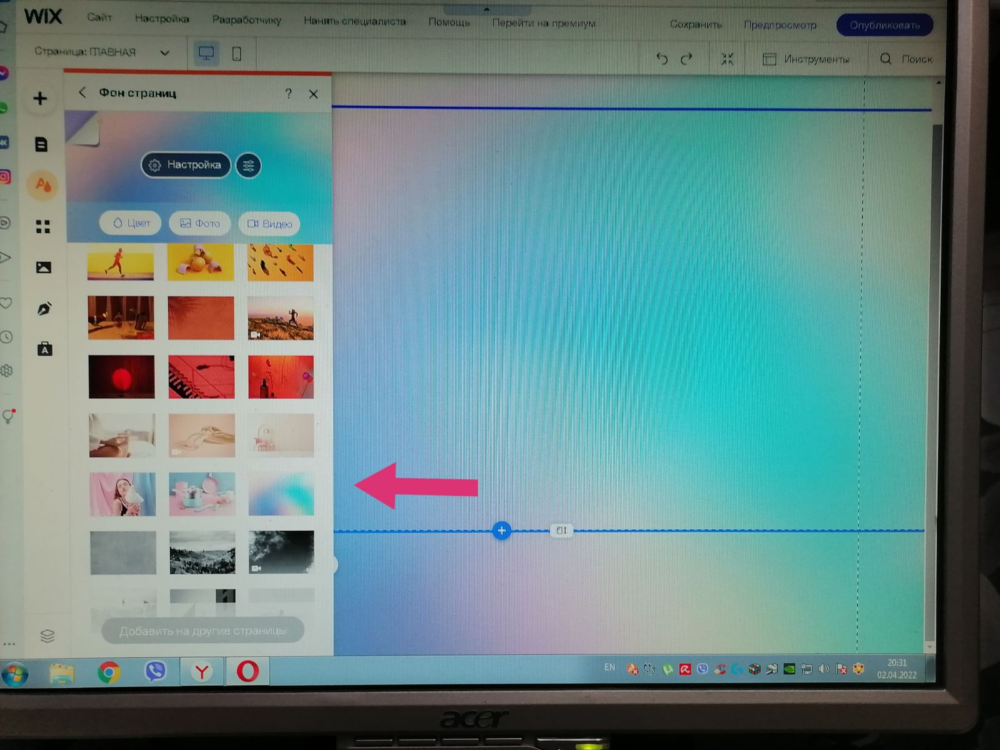 WIX Сайт Настройка Разработчику Нанять специалиста Помощь Перейти на премиум Сохранить Предпросмотр Опубликовать
Страница: ГЛАВНАЯ Инструменты Поиск
Фон страниц ?
Настройка
Цвет Фото Видео
Добавить на другие страницы
EN 20:31
02.04.2022
acer